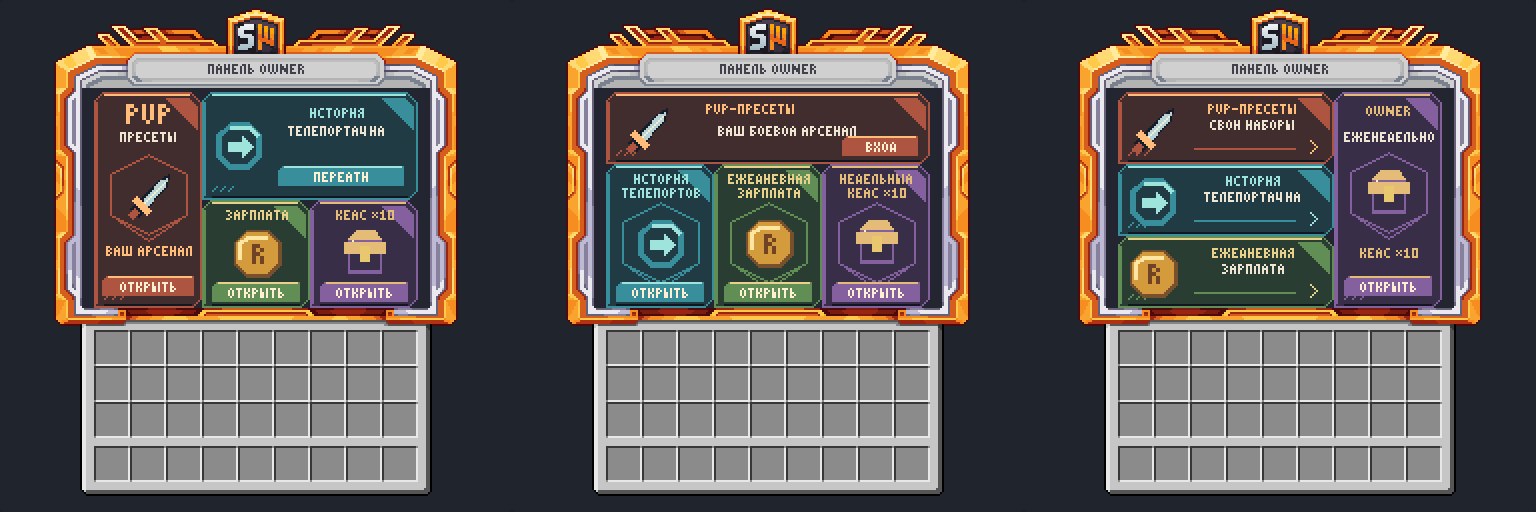 SW
ПАНЕЛЬ OWNER
PVP
ПРЕСЕТЫ
ВАШ АРСЕНАЛ
ОТКРЫТЬ
ИСТОРИЯ
ТЕЛЕПОРТАЦИЙ
ПЕРЕЙТИ
ЗАРПЛАТА
R
ОТКРЫТЬ
КЕЙС ×10
ОТКРЫТЬ
SW
ПАНЕЛЬ OWNER
PVP-ПРЕСЕТЫ
ВАШ БОЕВОЙ АРСЕНАЛ
ВХОД
ИСТОРИЯ
ТЕЛЕПОРТОВ
ОТКРЫТЬ
ЕЖЕДНЕВНАЯ
ЗАРПЛАТА
R
ОТКРЫТЬ
НЕДЕЛЬНЫЙ
КЕЙС ×10
ОТКРЫТЬ
SW
ПАНЕЛЬ OWNER
PVP-ПРЕСЕТЫ
СВОИ НАБОРЫ
ИСТОРИЯ
ТЕЛЕПОРТАЦИЙ
R
ЕЖЕДНЕВНАЯ
ЗАРПЛАТА
OWNER
ЕЖЕНЕДЕЛЬНО
КЕЙС ×10
ОТКРЫТЬ